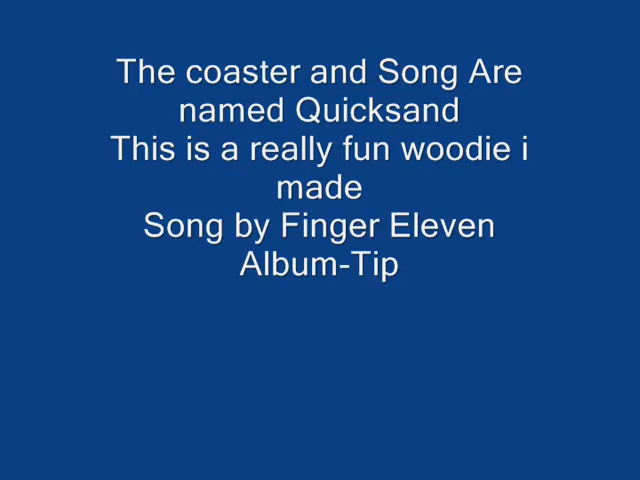 The coaster and Song Are
named Quicksand
This is a really fun woodie i
made
Song by Finger Eleven
Album-Tip